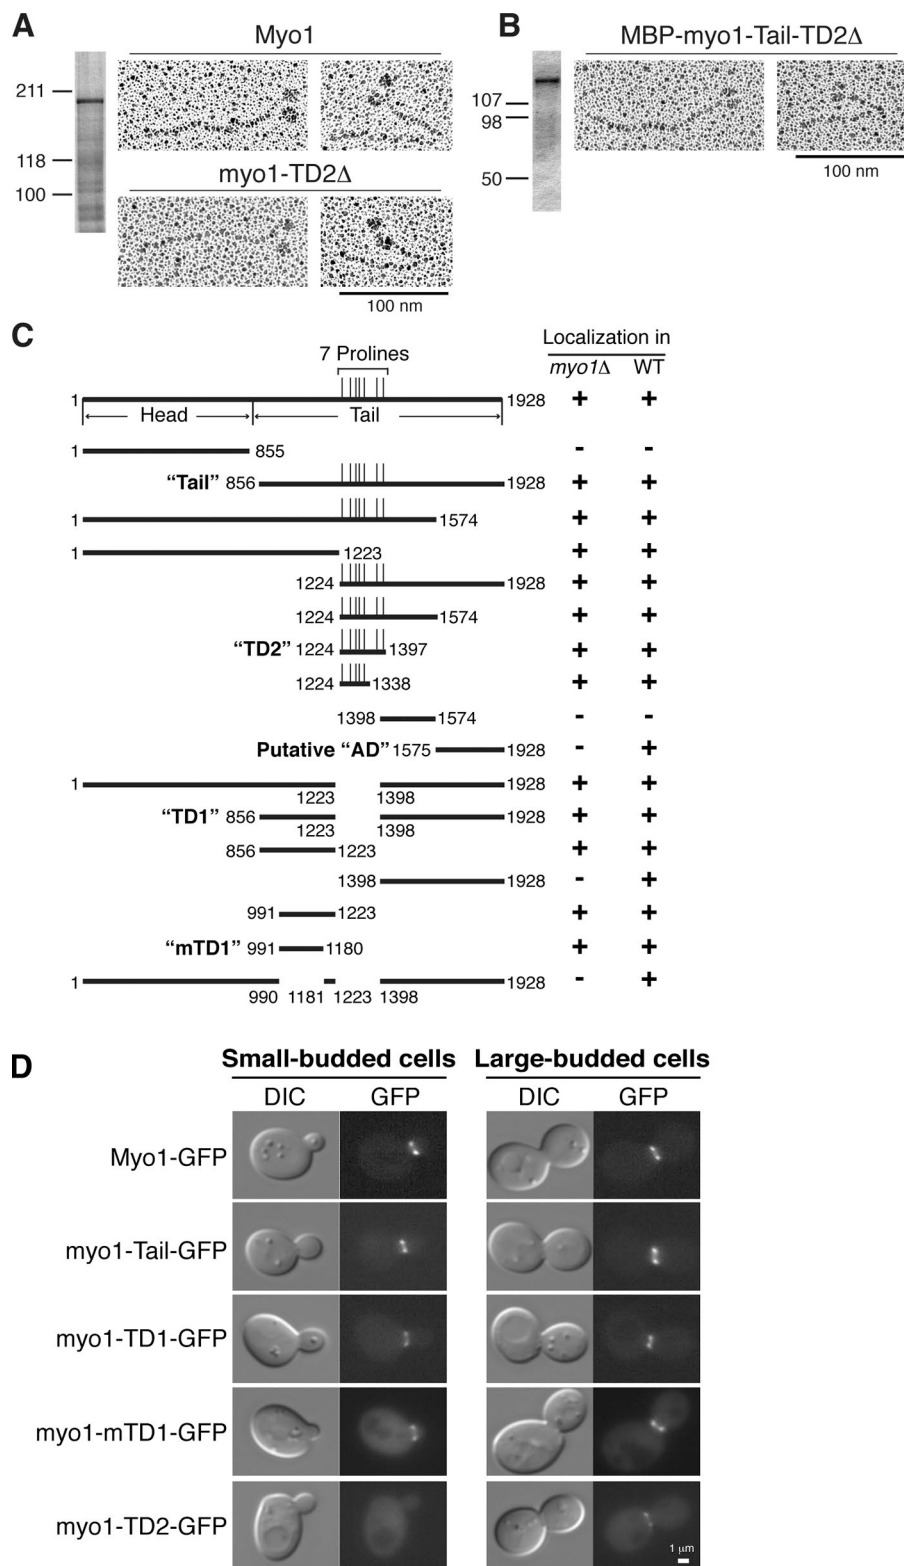 A
Myo1
211
118
100
myo1-TD2Δ
100 nm
B
MBP-myo1-Tail-TD2Δ
107
98
50
100 nm
C
Localization in
7 Prolines
myo1Δ WT
1 1928 + +
Head Tail
1 855 - -
“Tail” 856 1928 + +
1 1574 + +
1 1223 + +
1224 1928 + +
1224 1574 + +
“TD2” 1224 1397 + +
1224 1338 + +
1398 1574 - -
Putative “AD” 1575 1928 - +
1 1928 + +
1223 1398
“TD1” 856 1928 + +
1223 1398
856 1223 + +
1398 1928 - +
991 1223 + +
“mTD1” 991 1180 + +
1 1928 - +
990 1181 1223 1398
D
Small-budded cells Large-budded cells
DIC GFP DIC GFP
Myo1-GFP
myo1-Tail-GFP
myo1-TD1-GFP
myo1-mTD1-GFP
myo1-TD2-GFP
1 μm